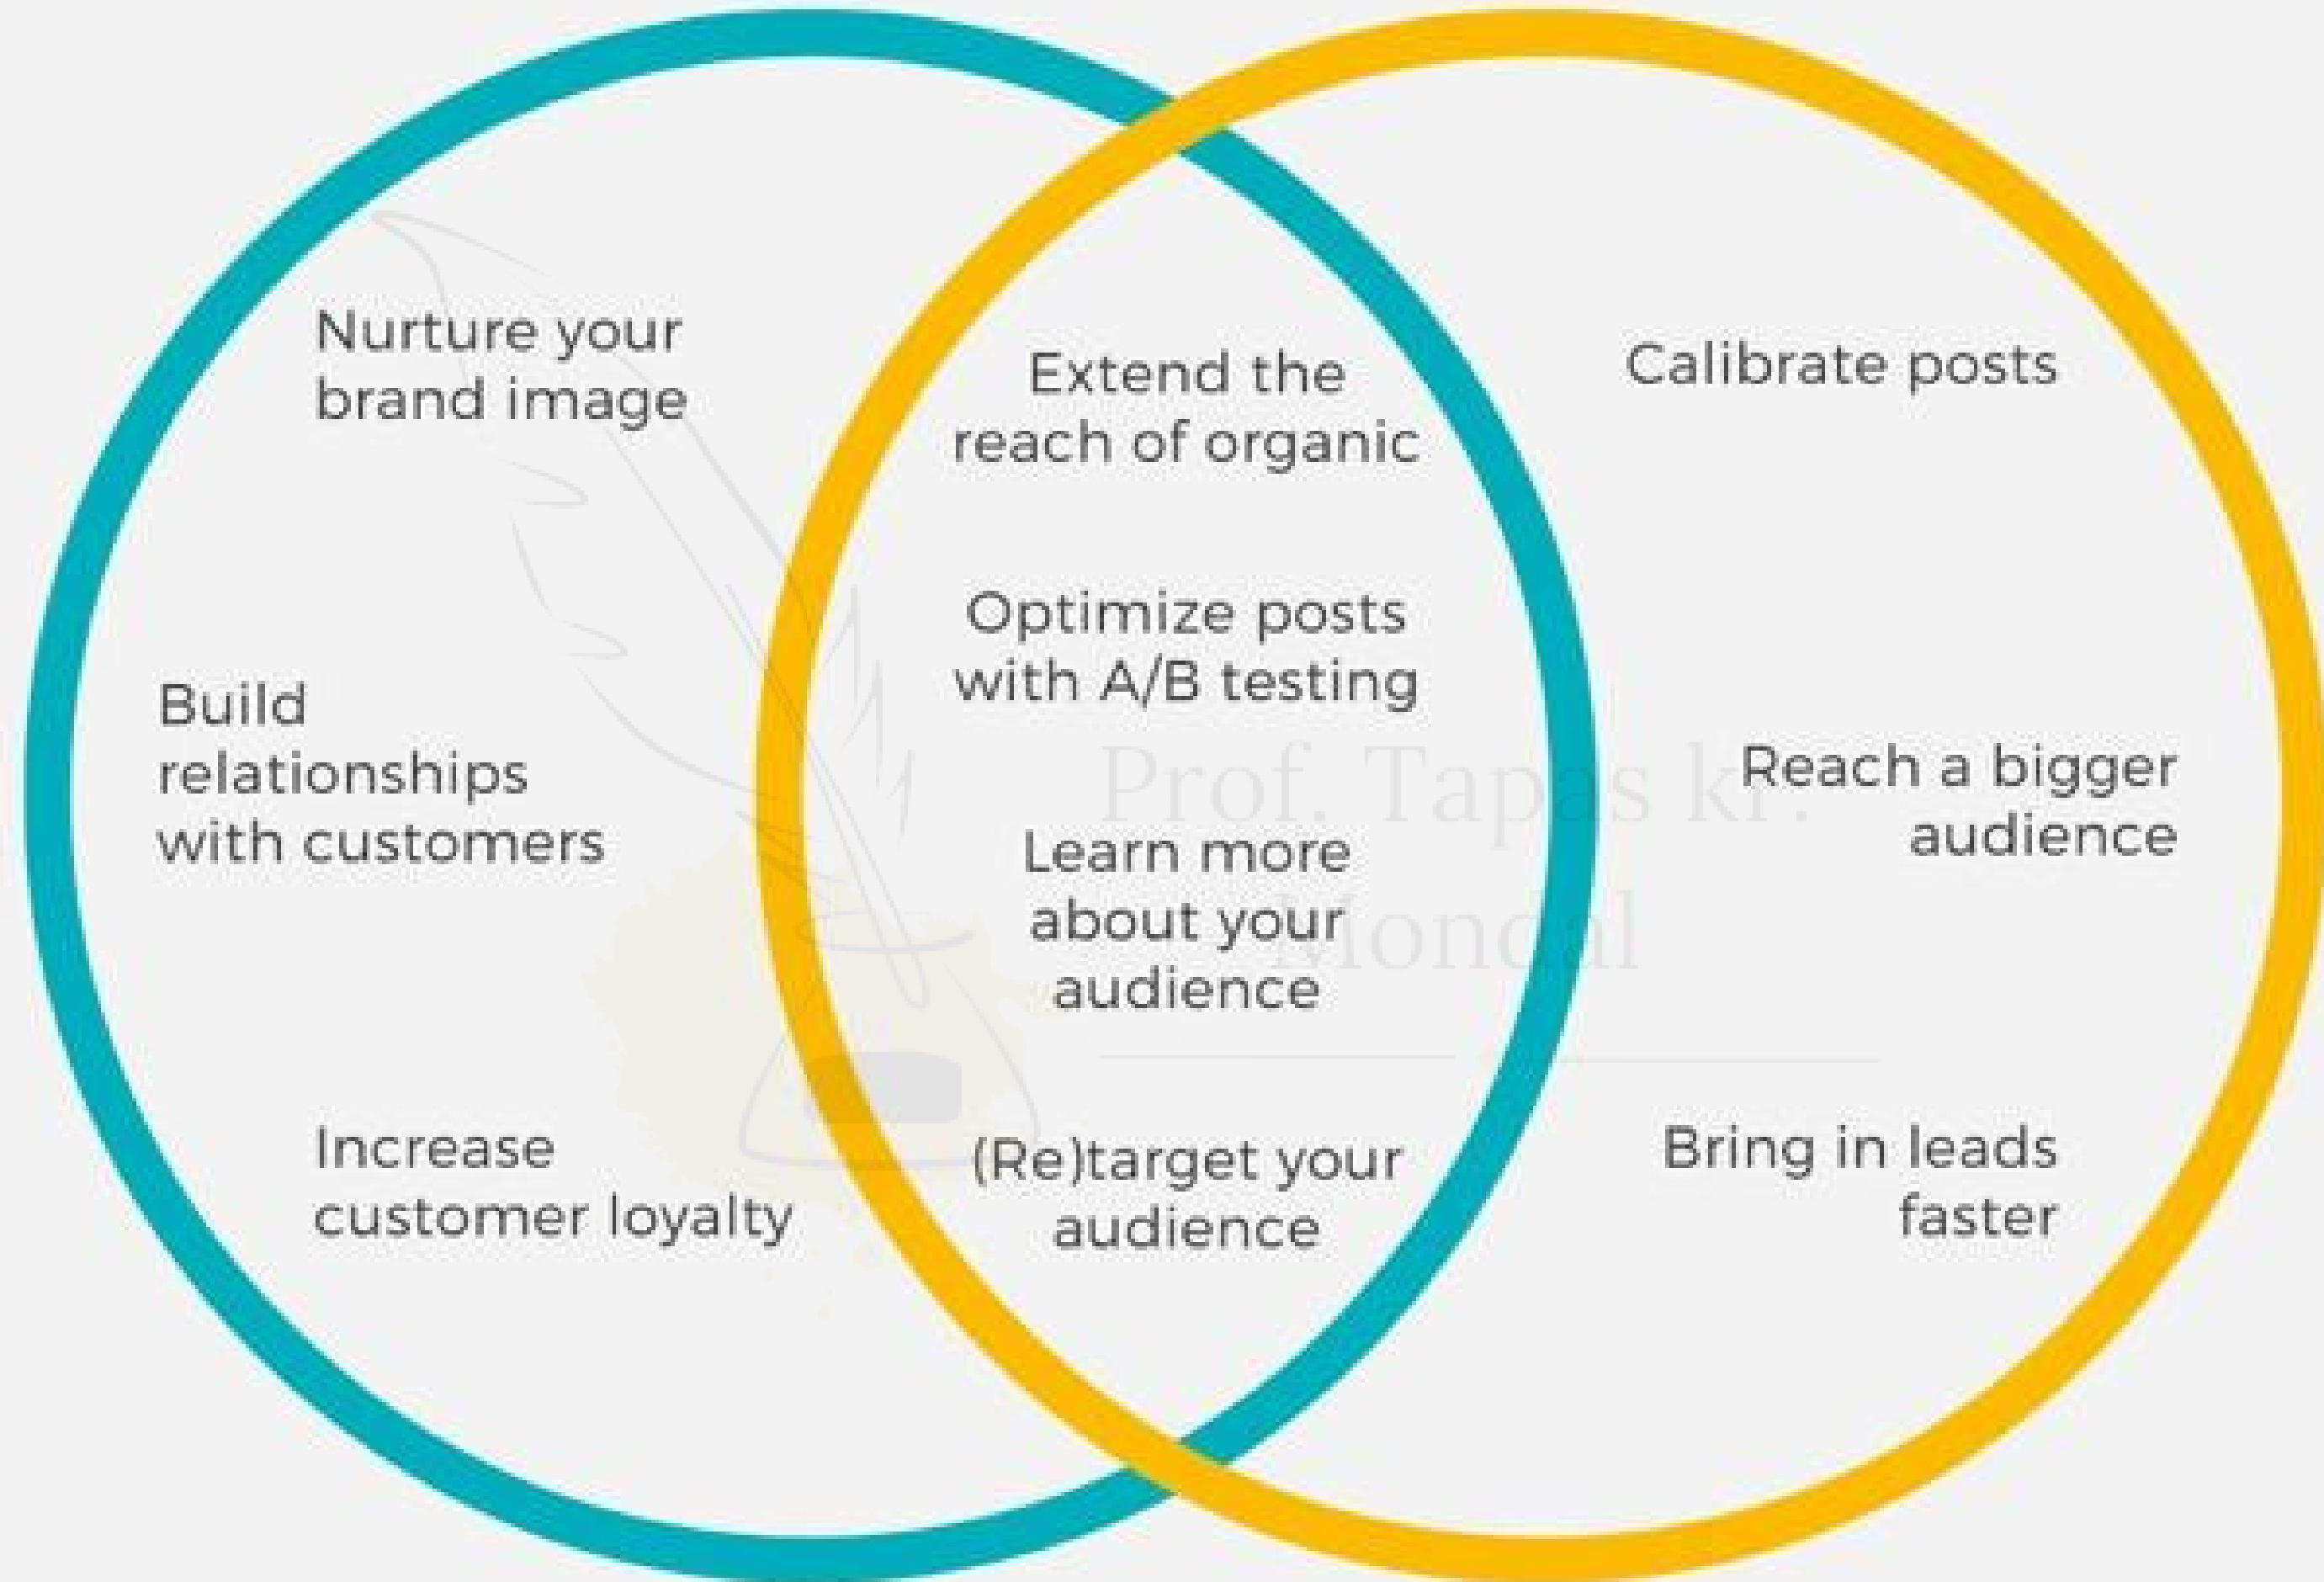 Nurture your
brand image
Build
relationships
with customers
Increase
customer loyalty
Extend the
reach of organic
Optimize posts
with A/B testing
Learn more
about your
audience
(Re)target your
audience
Calibrate posts
Reach a bigger
audience
Bring in leads
faster
Prof. Tapas kr.
Mondal